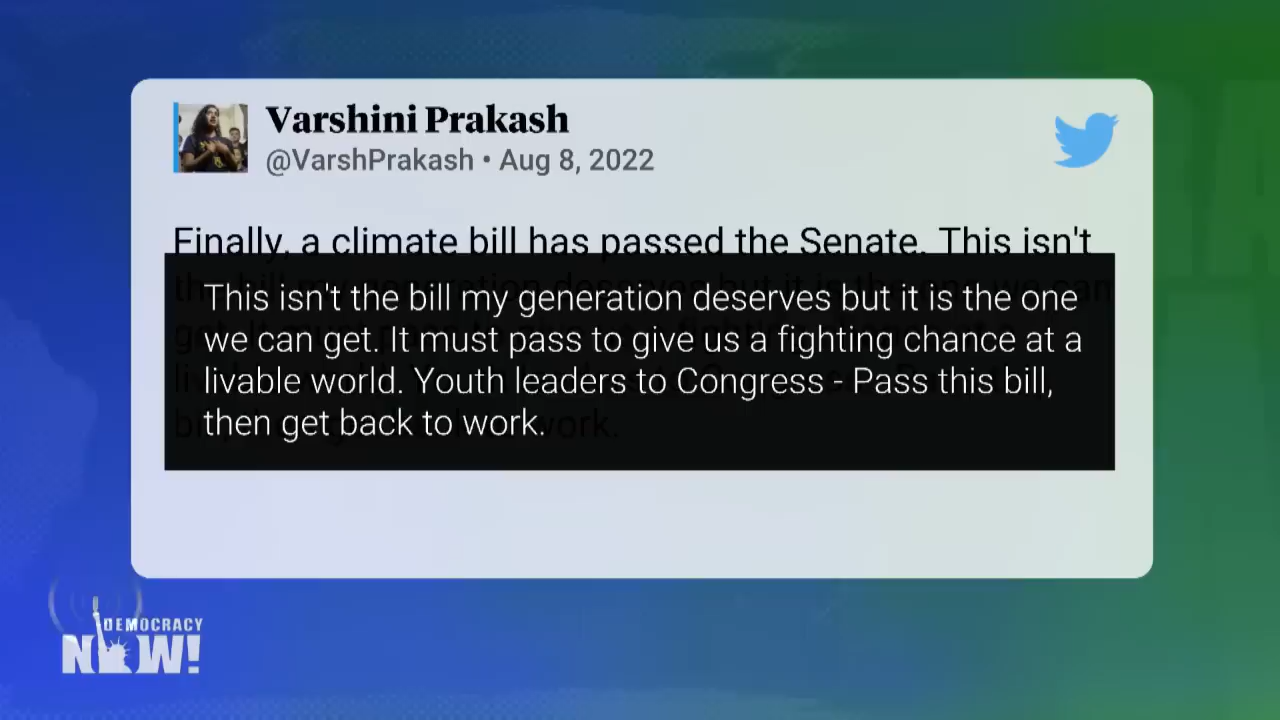 Varshini Prakash
@VarshPrakash • Aug 8, 2022
Finally, a climate bill has passed the Senate. This isn't
This isn't the bill my generation deserves but it is the one
we can get. It must pass to give us a fighting chance at a
livable world. Youth leaders to Congress - Pass this bill,
then get back to work.
DEMOCRACY
NOW!